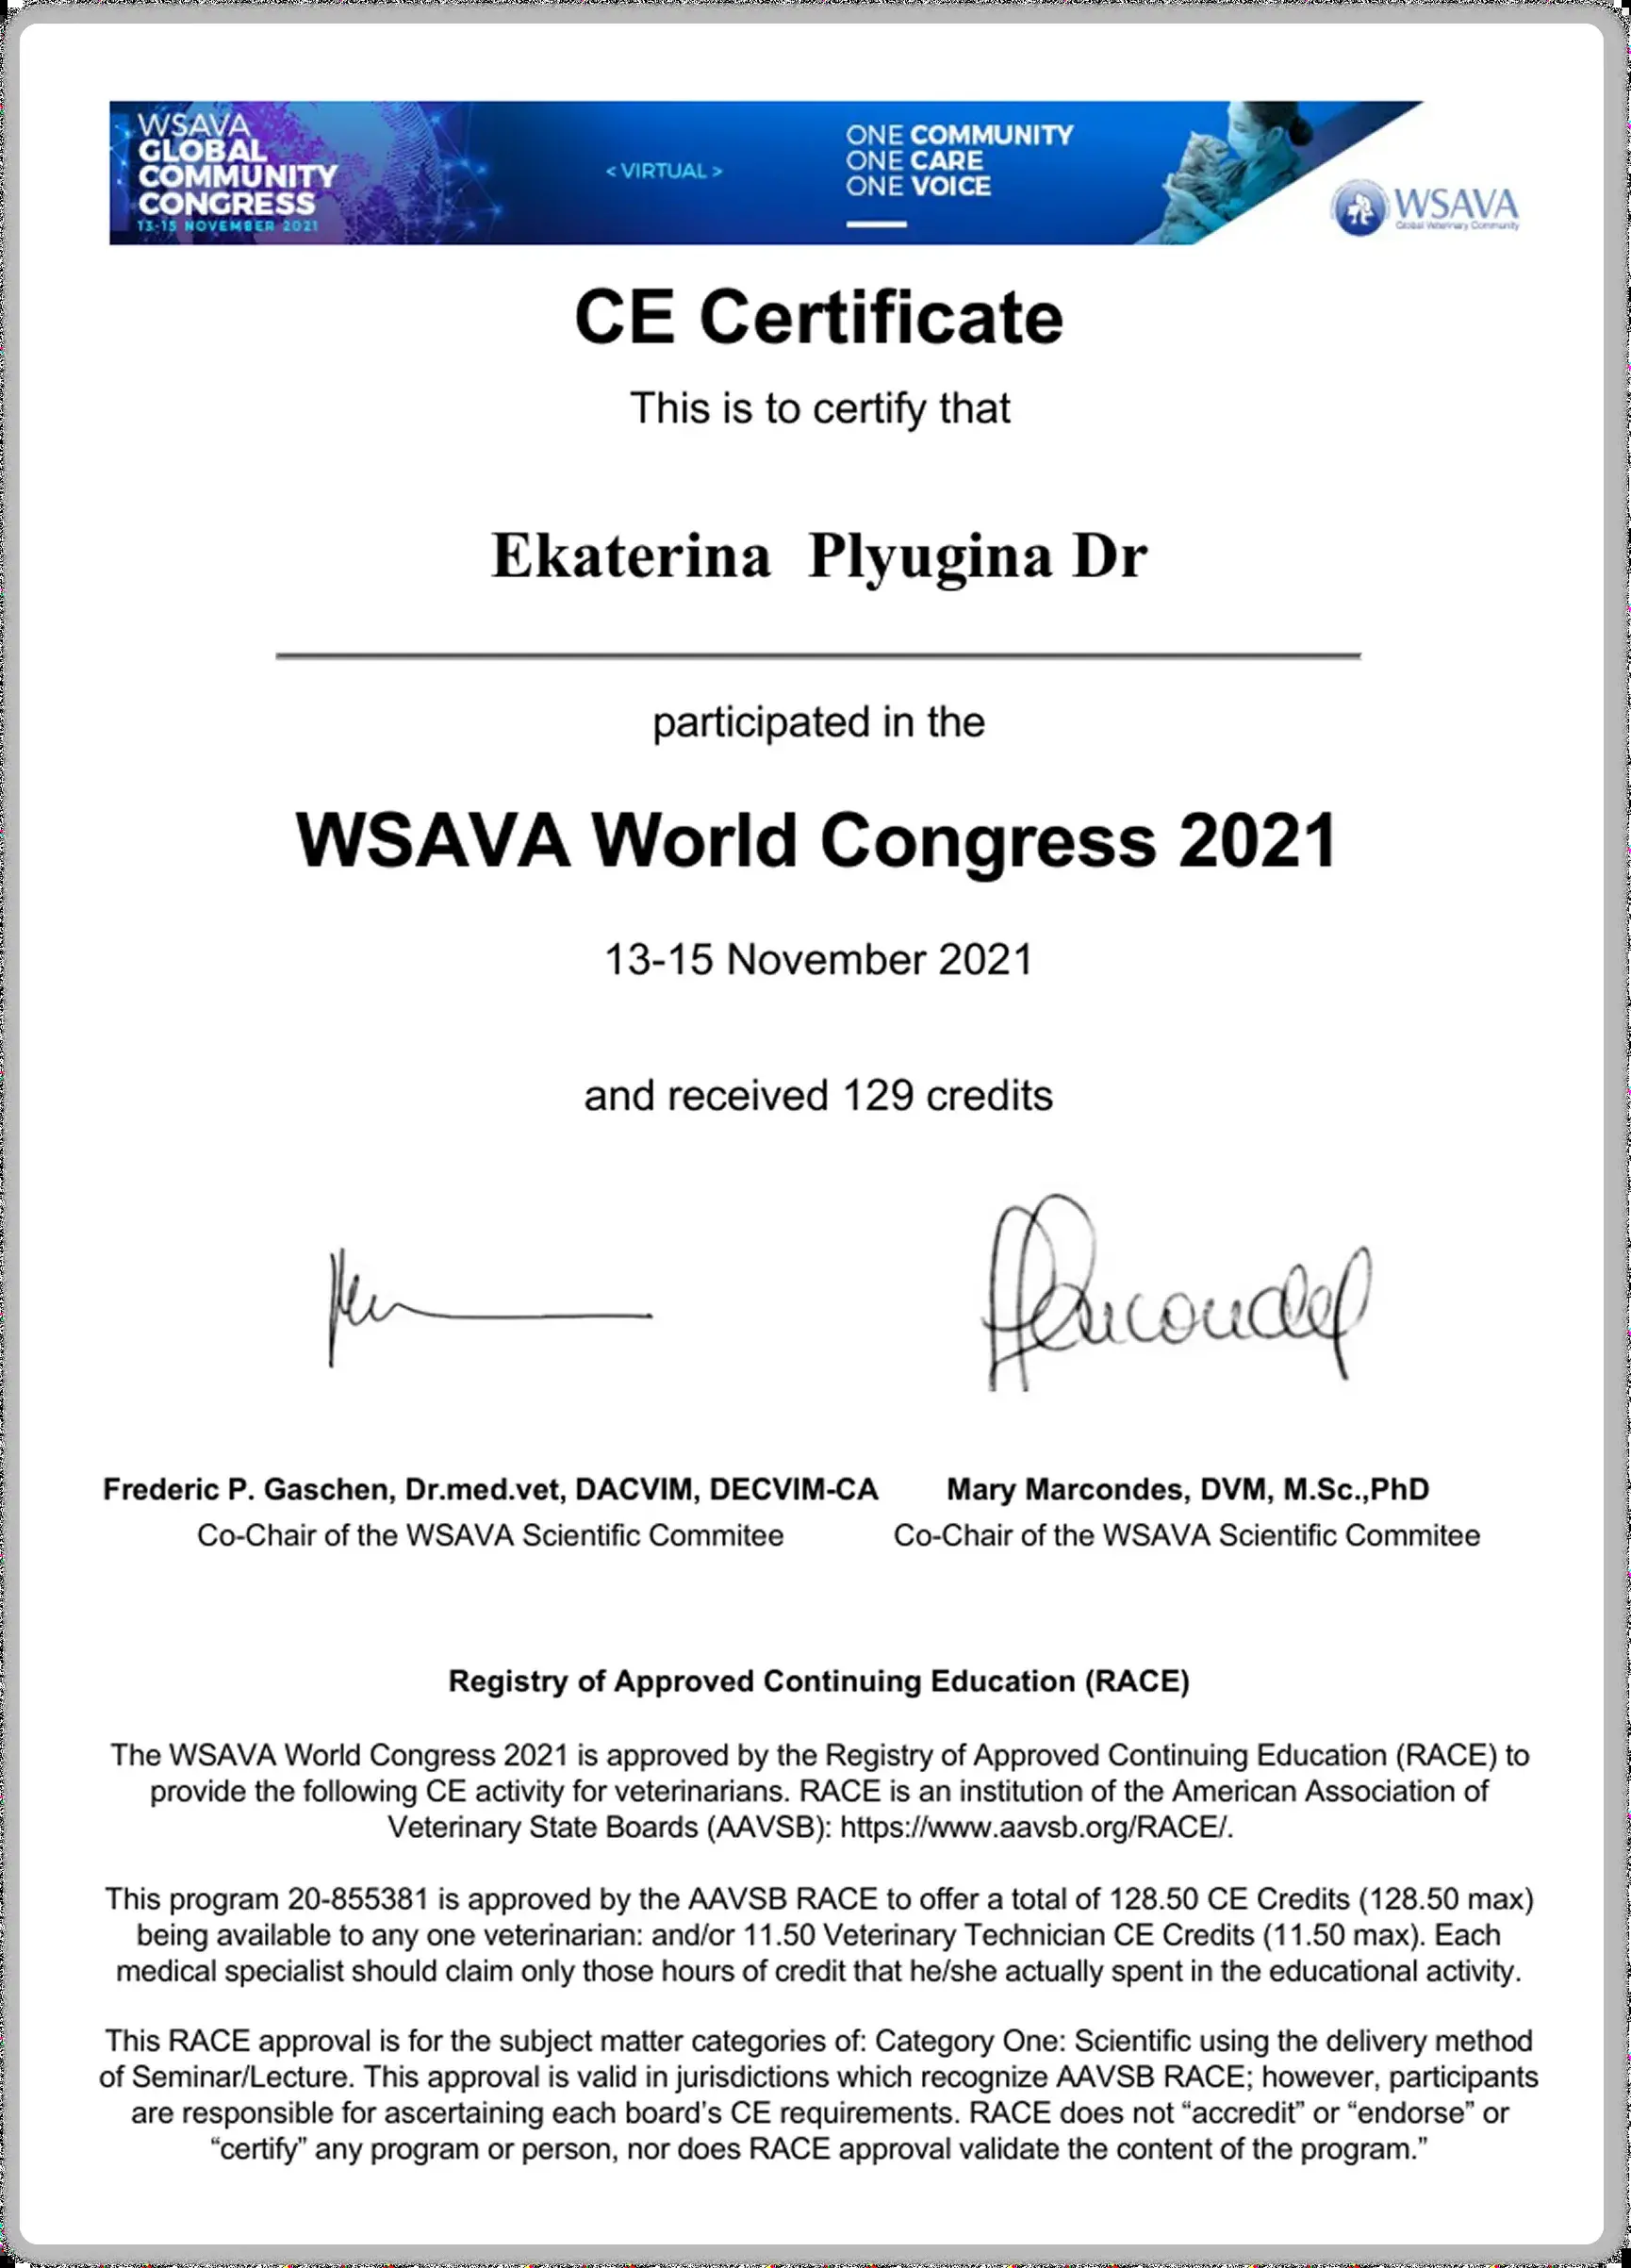 WSAVA
GLOBAL
COMMUNITY
CONGRESS
13-15 NOVEMBER 2021
< VIRTUAL >
ONE COMMUNITY
ONE CARE
ONE VOICE
WSAVA
Global Veterinary Community
CE Certificate
This is to certify that
Ekaterina Plyugina Dr
participated in the
WSAVA World Congress 2021
13-15 November 2021
and received 129 credits
Frederic P. Gaschen, Dr.med.vet, DACVIM, DECVIM-CA
Co-Chair of the WSAVA Scientific Commitee
Mary Marcondes, DVM, M.Sc.,PhD
Co-Chair of the WSAVA Scientific Commitee
Registry of Approved Continuing Education (RACE)
The WSAVA World Congress 2021 is approved by the Registry of Approved Continuing Education (RACE) to
provide the following CE activity for veterinarians. RACE is an institution of the American Association of
Veterinary State Boards (AAVSB): https://www.aavsb.org/RACE/.
This program 20-855381 is approved by the AAVSB RACE to offer a total of 128.50 CE Credits (128.50 max)
being available to any one veterinarian: and/or 11.50 Veterinary Technician CE Credits (11.50 max). Each
medical specialist should claim only those hours of credit that he/she actually spent in the educational activity.
This RACE approval is for the subject matter categories of: Category One: Scientific using the delivery method
of Seminar/Lecture. This approval is valid in jurisdictions which recognize AAVSB RACE; however, participants
are responsible for ascertaining each board's CE requirements. RACE does not “accredit” or “endorse” or
“certify” any program or person, nor does RACE approval validate the content of the program.”